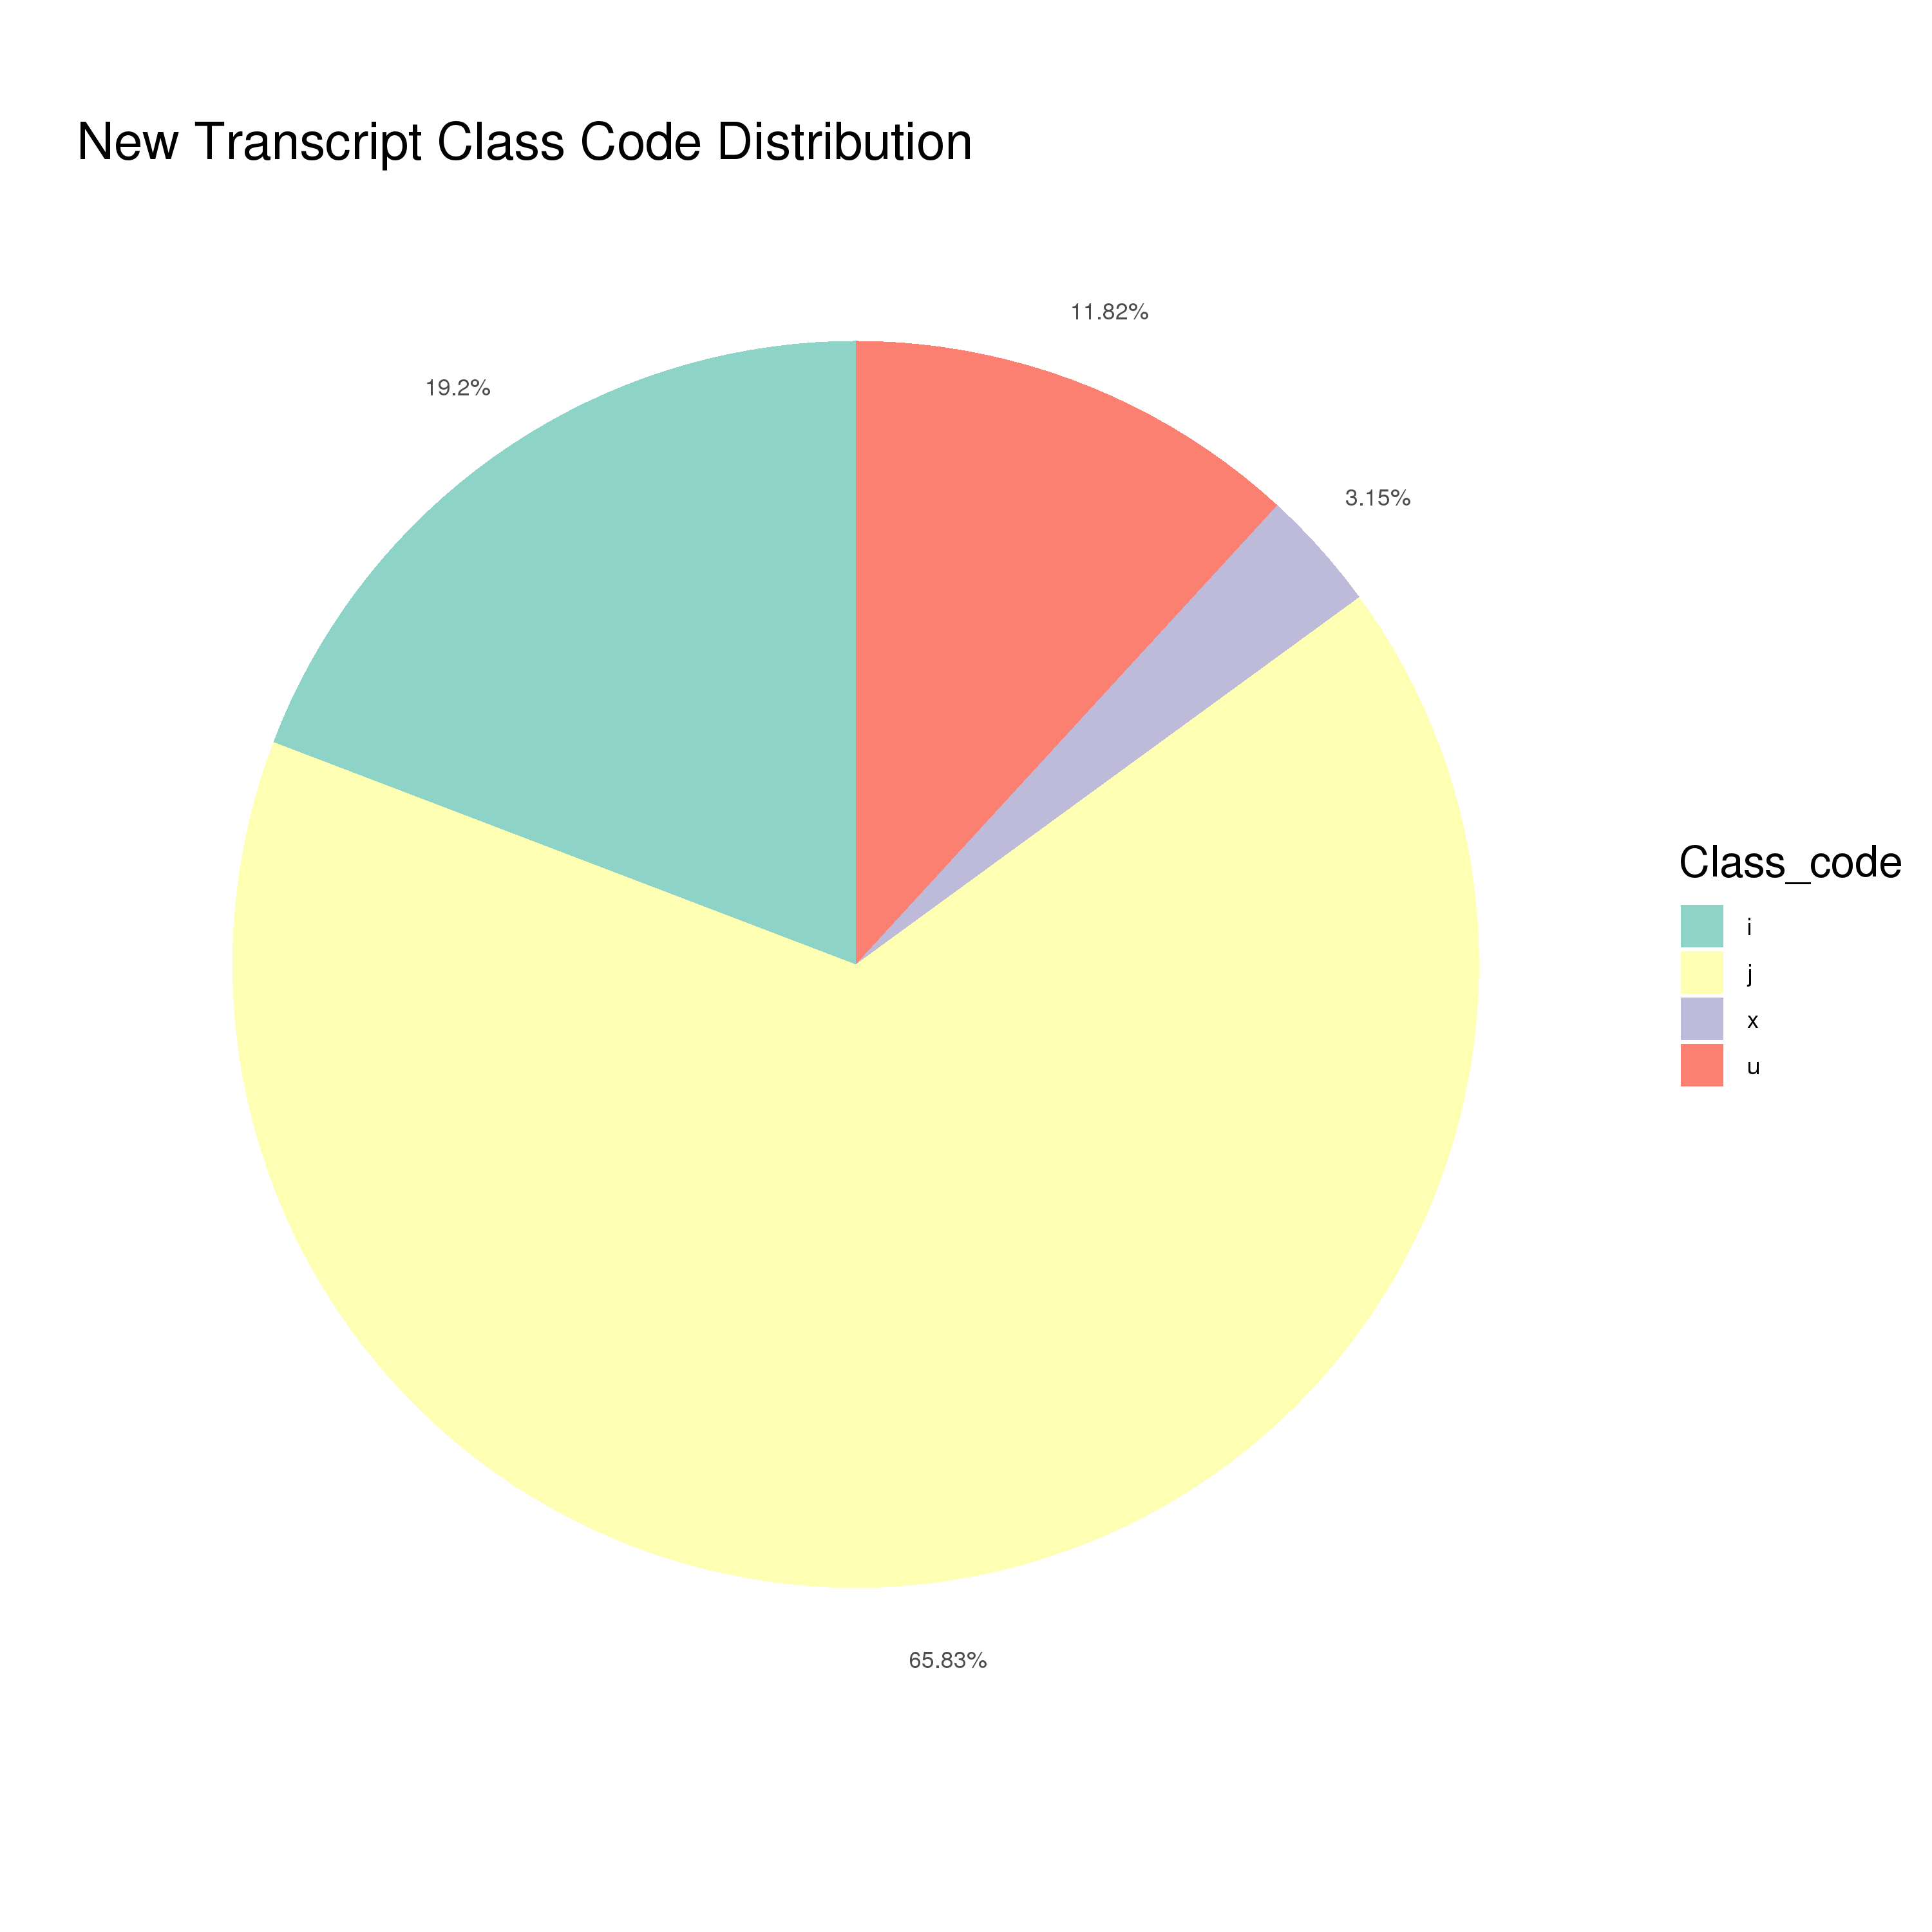 New Transcript Class Code Distribution
11.82%
19.2%
3.15%
Class_code
i
j
x
u
65.83%